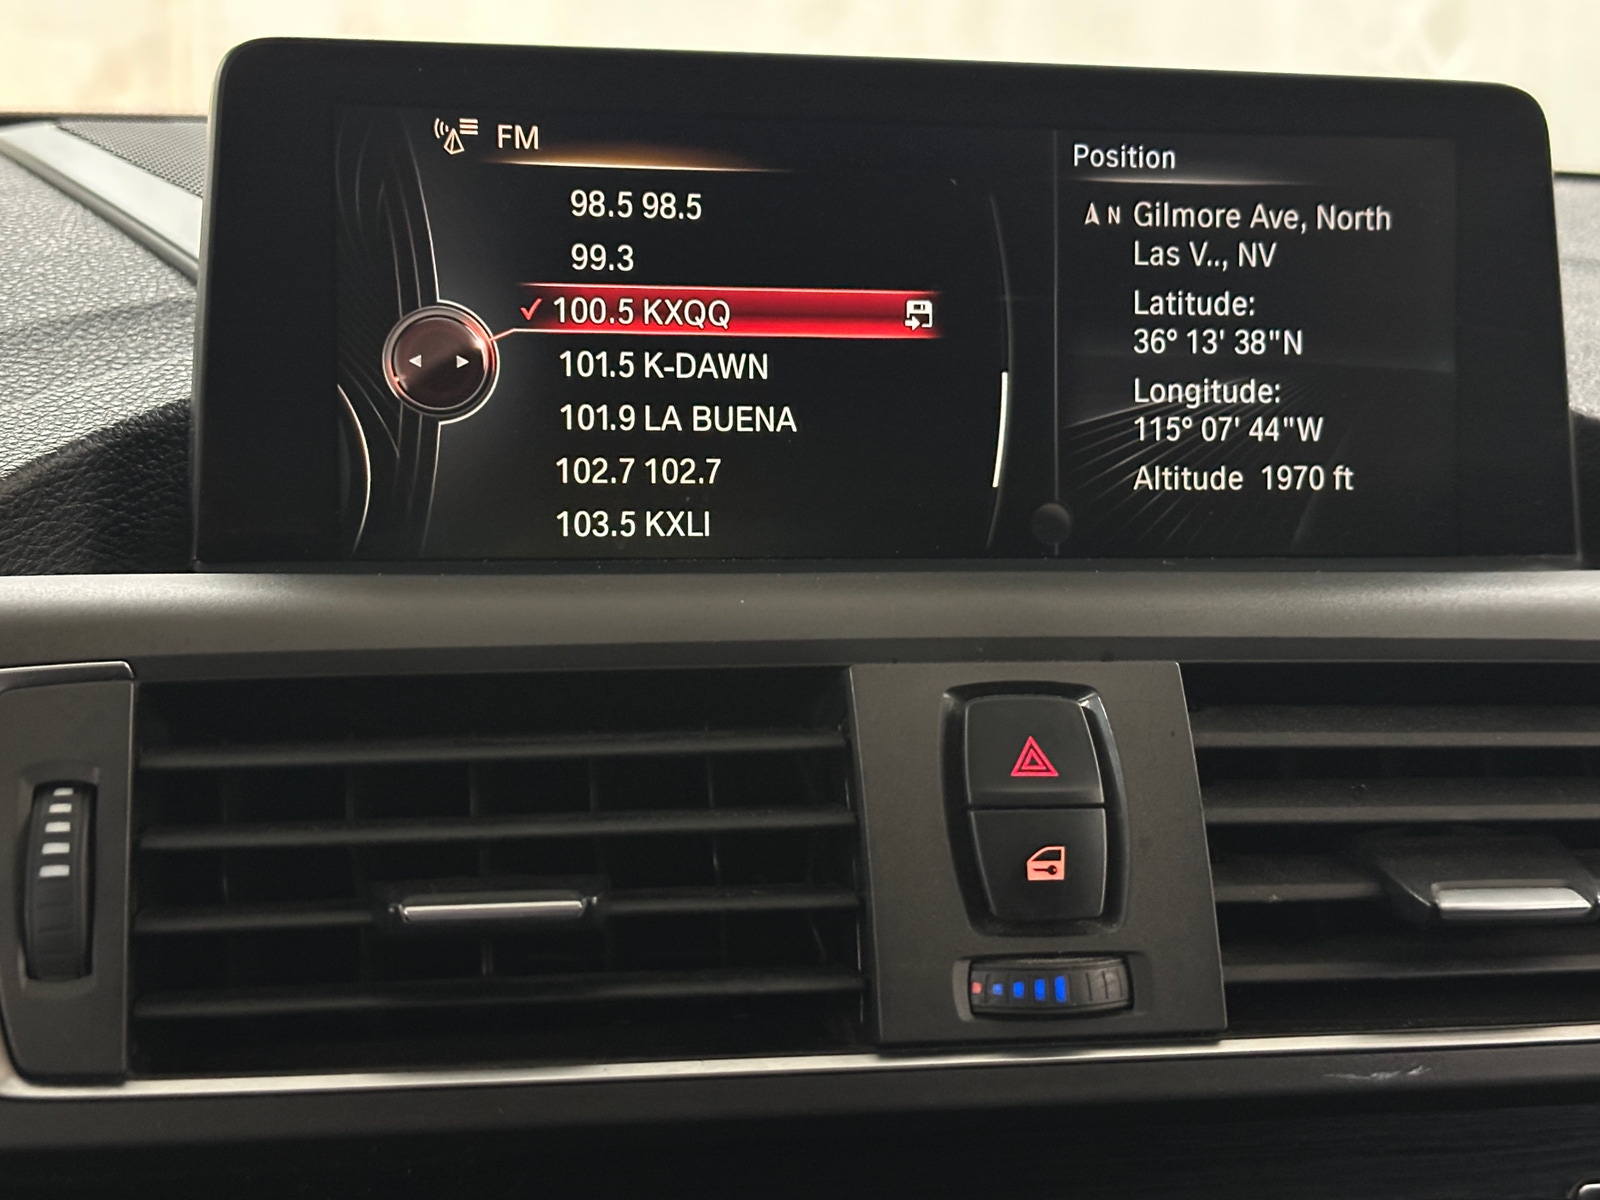 FM
98.5 98.5
99.3
100.5 KXQQ
101.5 K-DAWN
101.9 LA BUENA
102.7 102.7
103.5 KXLI
Position
N Gilmore Ave, North
Las V.., NV
Latitude:
36° 13' 38"N
Longitude:
115° 07' 44"W
Altitude 1970 ft